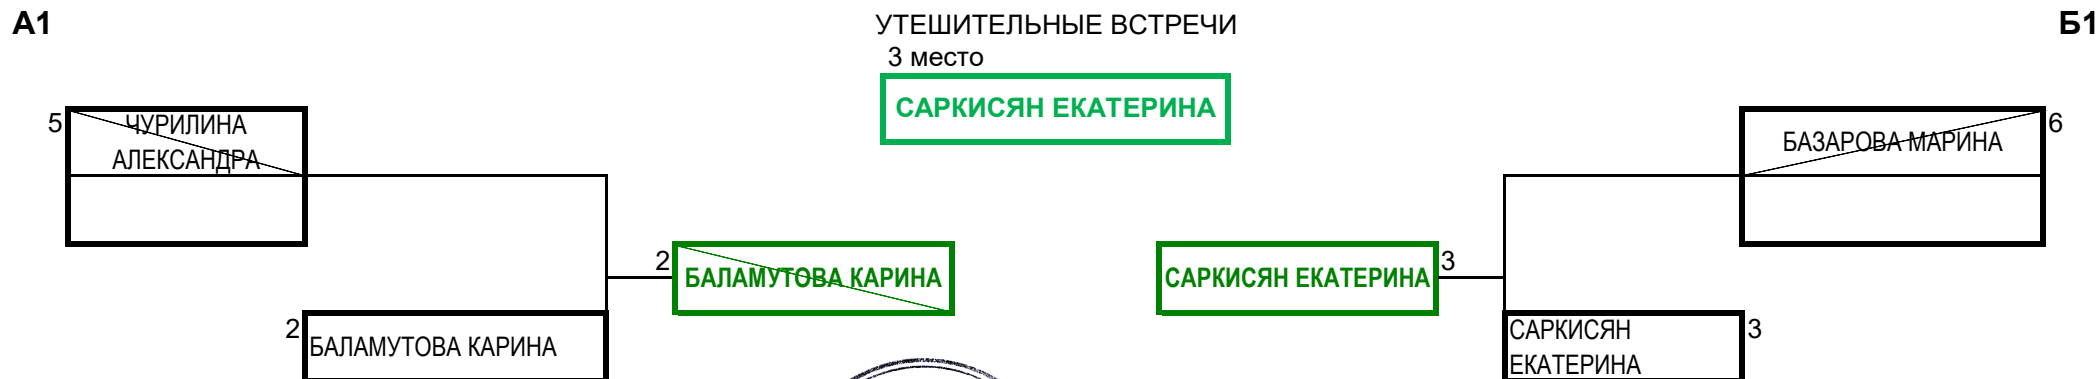 А1
УТЕШИТЕЛЬНЫЕ ВСТРЕЧИ
Б1
3 место
САРКИСЯН ЕКАТЕРИНА
5
ЧУРИЛИНА
АЛЕКСАНДРА
БАЗАРОВА МАРИНА
6
2
БАЛАМУТОВА КАРИНА
САРКИСЯН ЕКАТЕРИНА
3
2
БАЛАМУТОВА КАРИНА
САРКИСЯН
ЕКАТЕРИНА
3